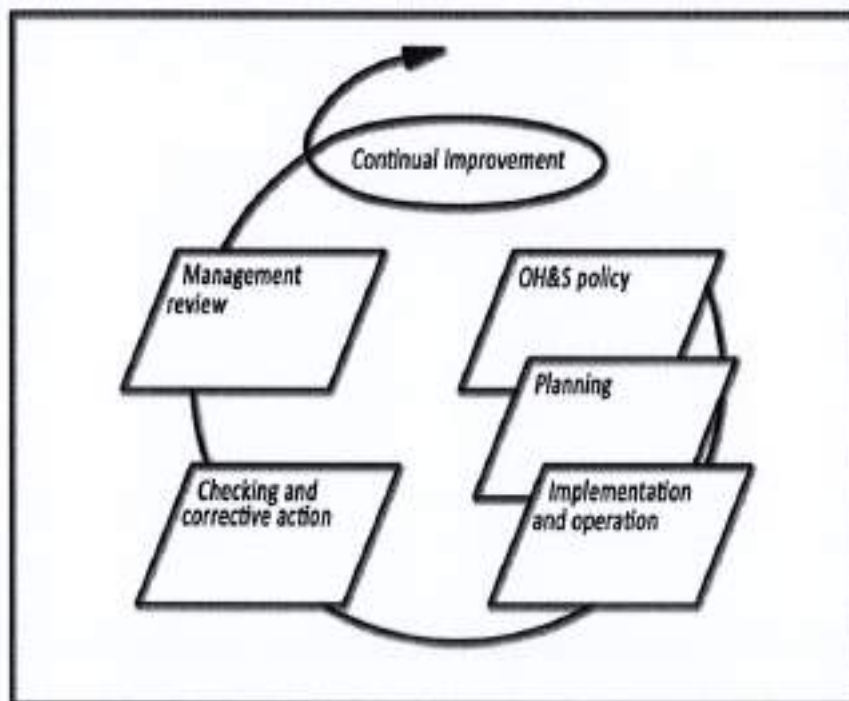 Continual Improvement
Management
review
OH&S policy
Planning
Checking and
corrective action
Implementation
and operation